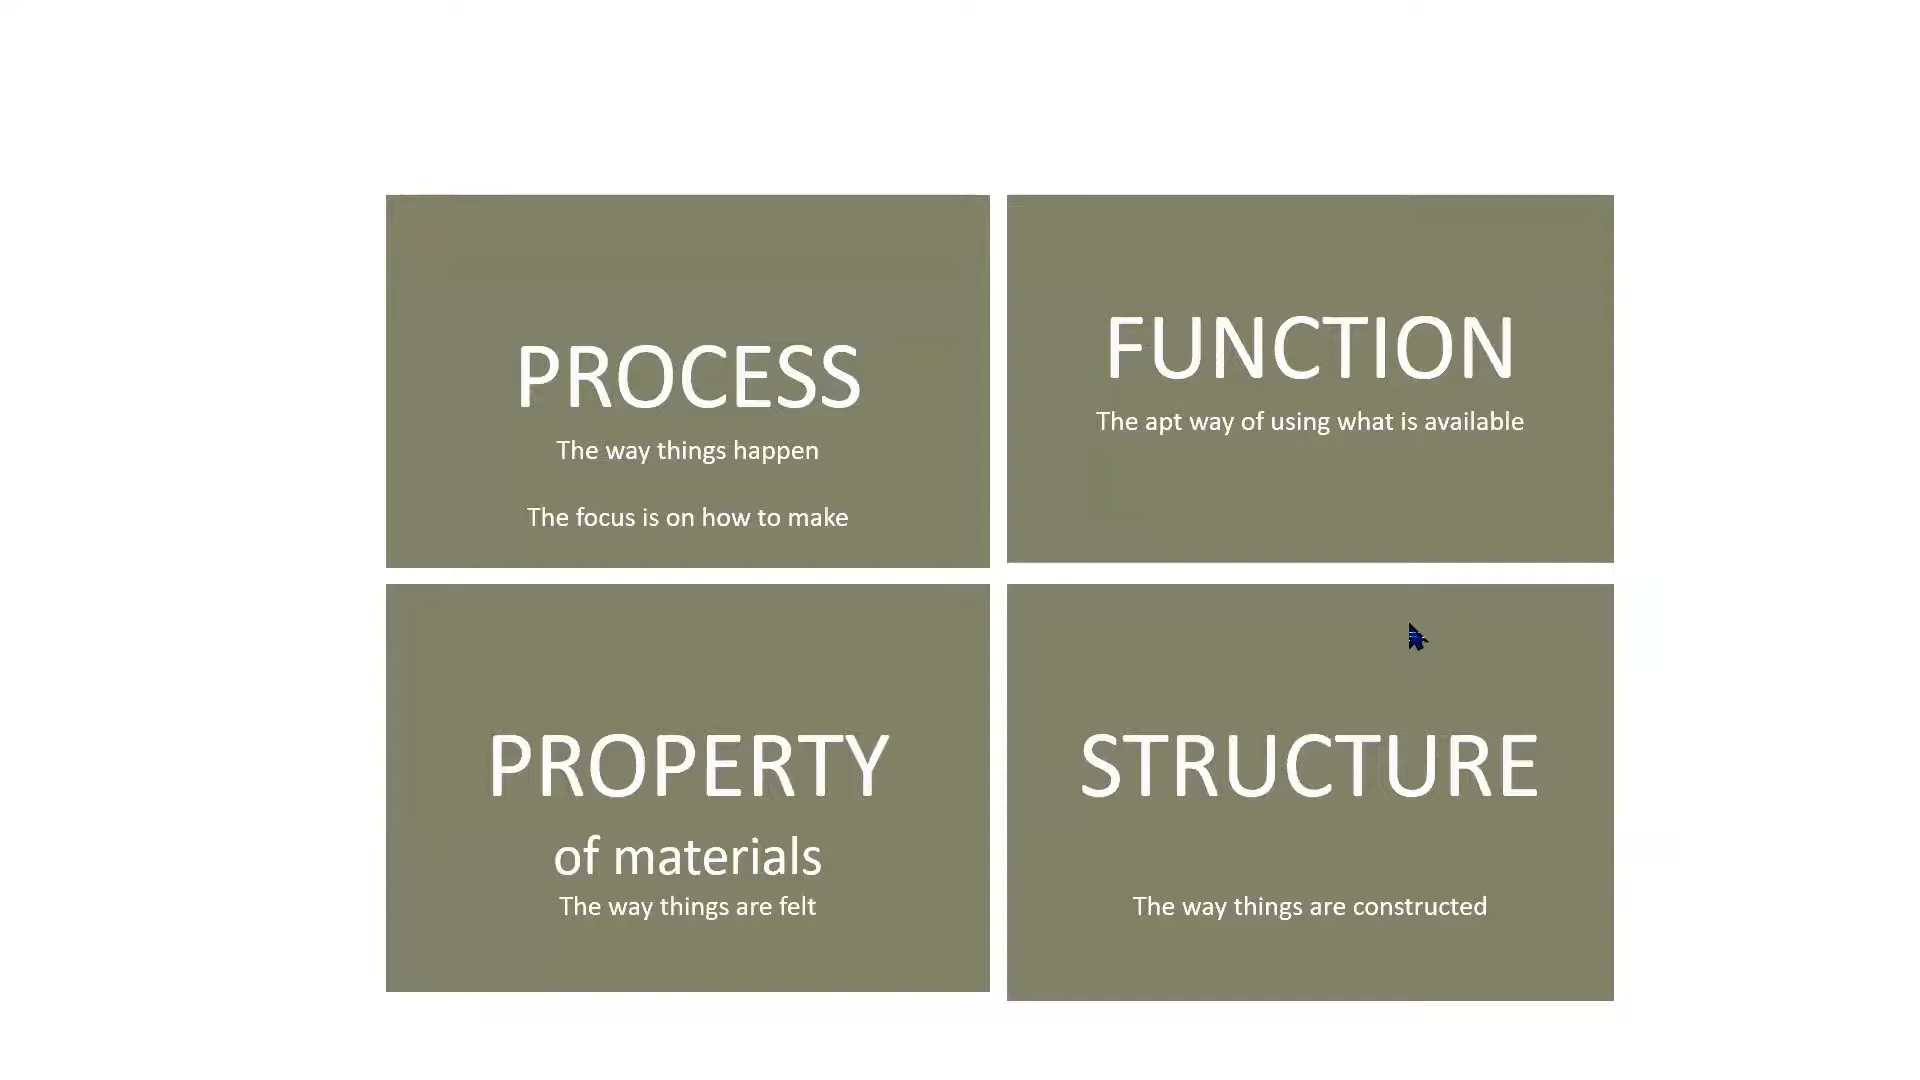 PROCESS
The way things happen
The focus is on how to make
FUNCTION
The apt way of using what is available
PROPERTY
of materials
The way things are felt
STRUCTURE
The way things are constructed